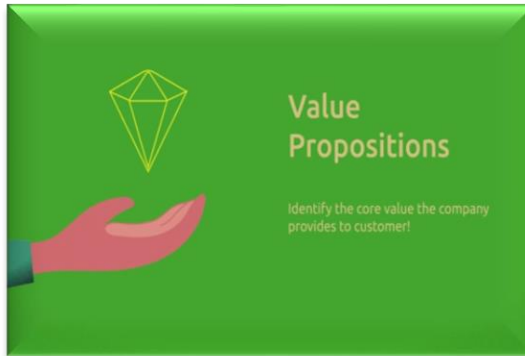 Value
Propositions
Identify the core value the company
provides to customer!